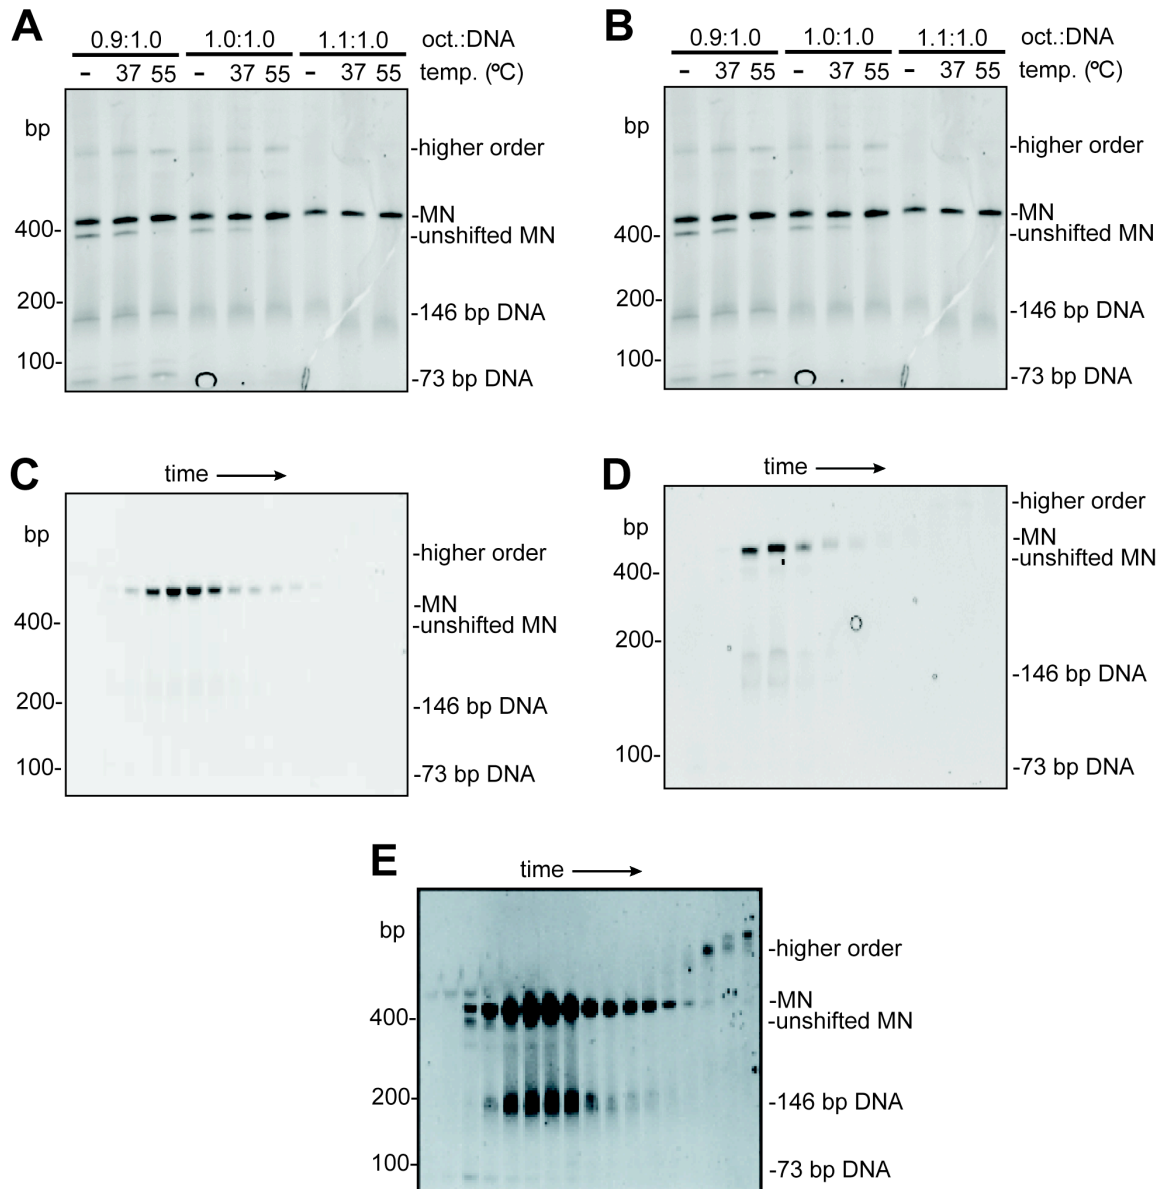 A
0.9:1.0 1.0:1.0 1.1:1.0 oct.:DNA
- 37 55 - 37 55 - 37 55 temp. (ºC)
bp
-higher order
-MN
400-
-unshifted MN
200-
-146 bp DNA
100-
-73 bp DNA
B
0.9:1.0 1.0:1.0 1.1:1.0 oct.:DNA
- 37 55 - 37 55 - 37 55 temp. (ºC)
bp
-higher order
-MN
400-
-unshifted MN
200-
-146 bp DNA
100-
-73 bp DNA
C
time
bp
-higher order
-MN
400-
-unshifted MN
200-
-146 bp DNA
100-
-73 bp DNA
D
time
-higher order
bp
-MN
-unshifted MN
400-
200-
-146 bp DNA
100-
-73 bp DNA
E
time
bp
-higher order
-MN
400-
-unshifted MN
200-
-146 bp DNA
100-
-73 bp DNA